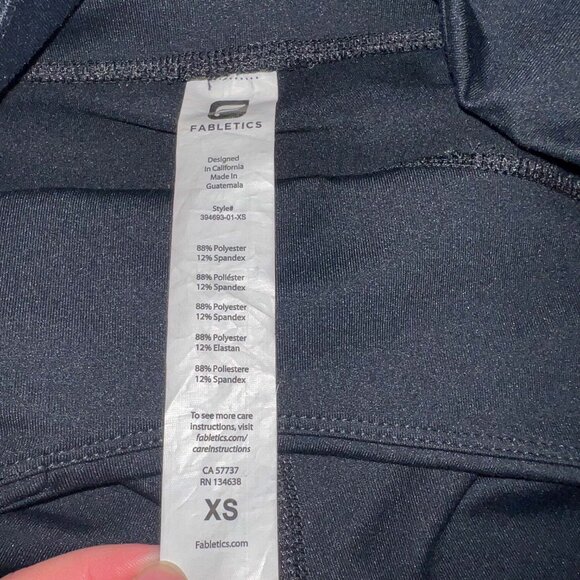 FABLETICS
Designed
In California
Made In
Guatemala
Style#
394693-01-XS
88% Polyester
12% Spandex
88% Poliéster
12% Spandex
88% Polyester
12% Spandex
88% Polyester
12% Elastan
88% Poliestere
12% Spandex
To see more care
instructions, visit
fabletics.com/
careinstructions
CA 57737
RN 134638
XS
Fabletics.com